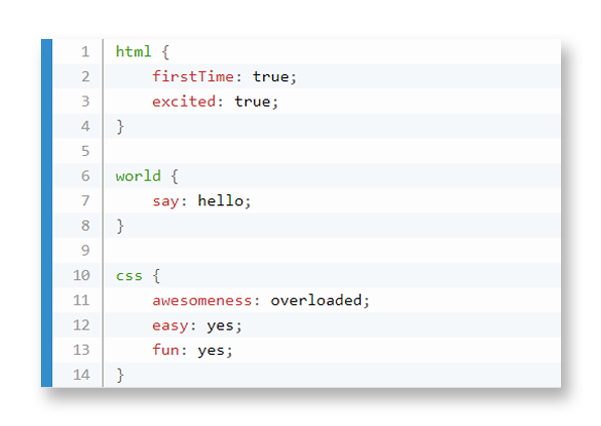 1 html {
2     firstTime: true;
3     excited: true;
4 }
5
6 world {
7     say: hello;
8 }
9
10 css {
11     awesomeness: overloaded;
12     easy: yes;
13     fun: yes;
14 }